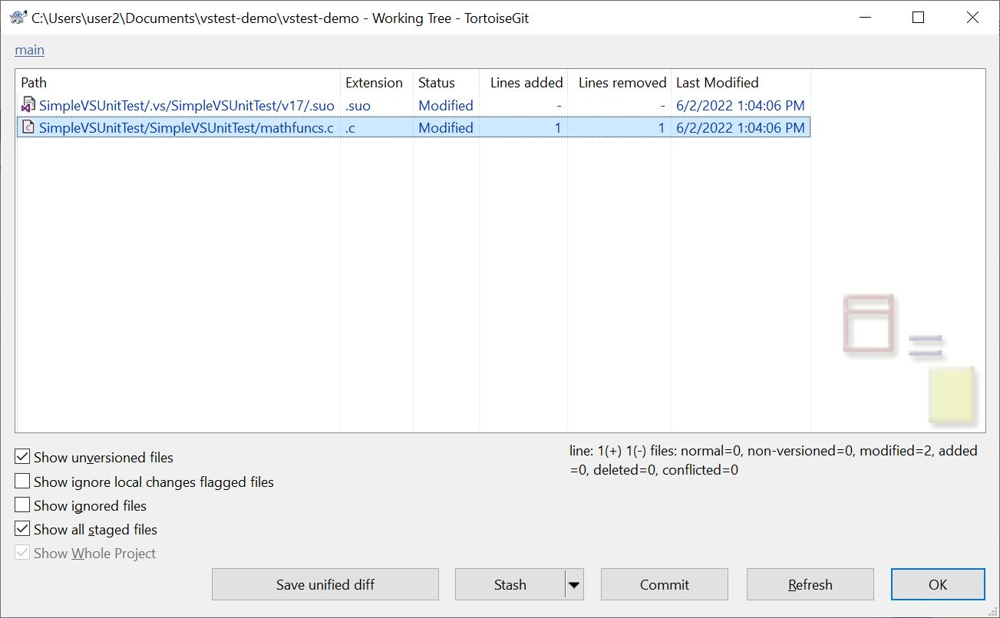 C:\Users\user2\Documents\vstest-demo\vstest-demo - Working Tree - TortoiseGit
main
Path Extension Status Lines added Lines removed Last Modified
SimpleVSUnitTest/.vs/SimpleVSUnitTest/v17/.suo .suo Modified - - 6/2/2022 1:04:06 PM
SimpleVSUnitTest/SimpleVSUnitTest/mathfuncs.c .c Modified 1 1 6/2/2022 1:04:06 PM
line: 1(+) 1(-) files: normal=0, non-versioned=0, modified=2, added
=0, deleted=0, conflicted=0
Show unversioned files
Show ignore local changes flagged files
Show ignored files
Show all staged files
Show Whole Project
Save unified diff Stash Commit Refresh OK